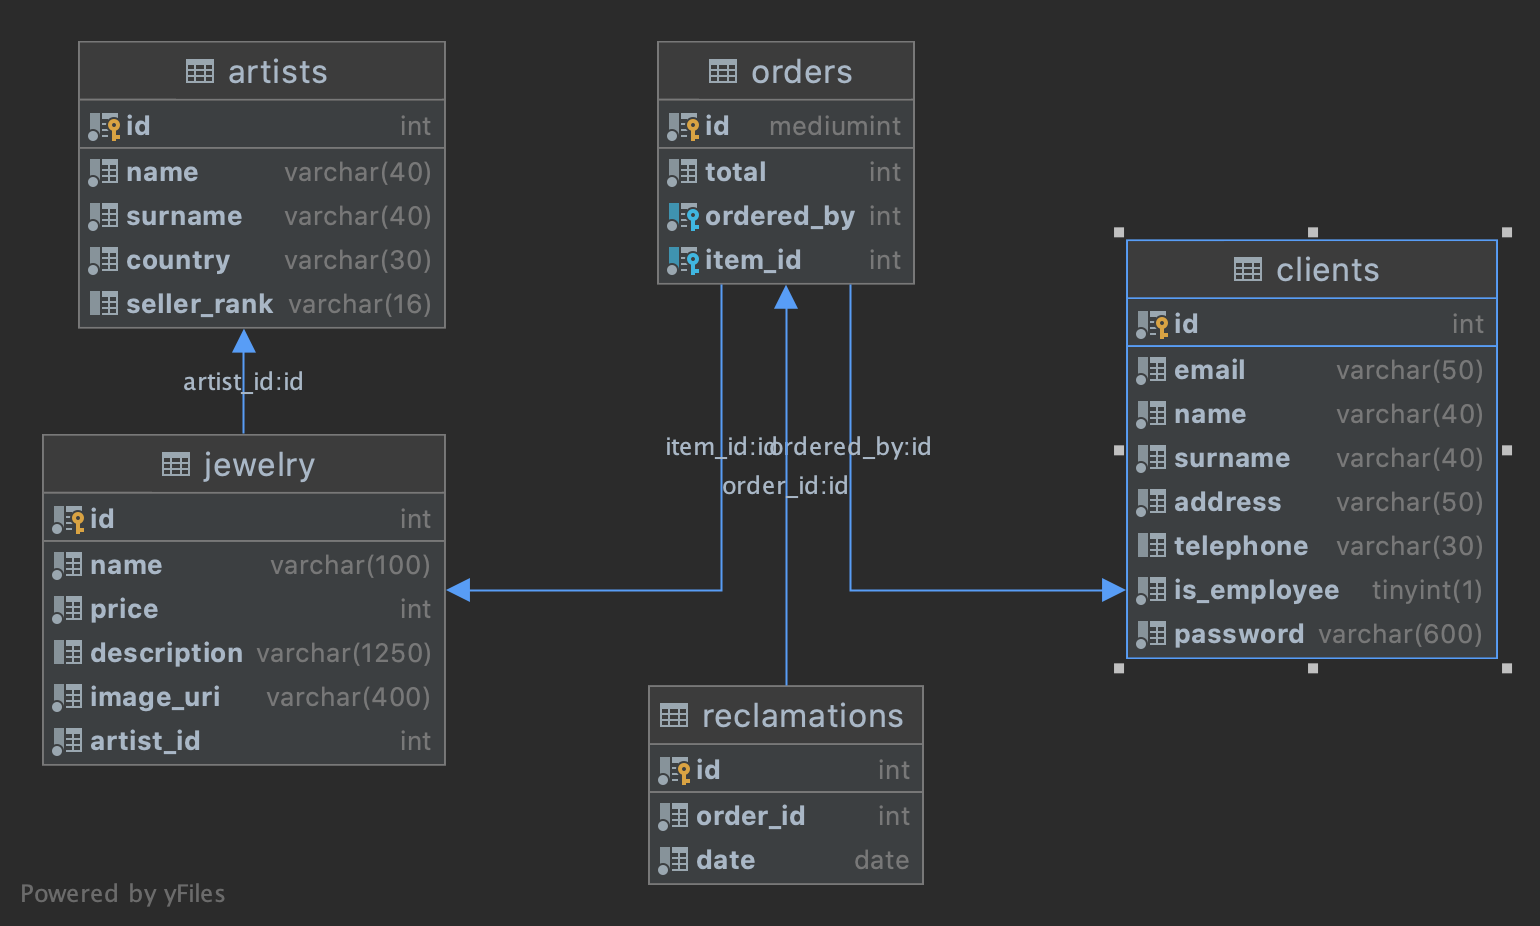 artists
id int
name varchar(40)
surname varchar(40)
country varchar(30)
seller_rank varchar(16)
artist_id:id
jewelry
id int
name varchar(100)
price int
description varchar(1250)
image_uri varchar(400)
artist_id int
orders
id mediumint
total int
ordered_by int
item_id int
item_id:id
ordered_by:id
order_id:id
reclamations
id int
order_id int
date date
clients
id int
email varchar(50)
name varchar(40)
surname varchar(40)
address varchar(50)
telephone varchar(30)
is_employee tinyint(1)
password varchar(600)
Powered by yFiles